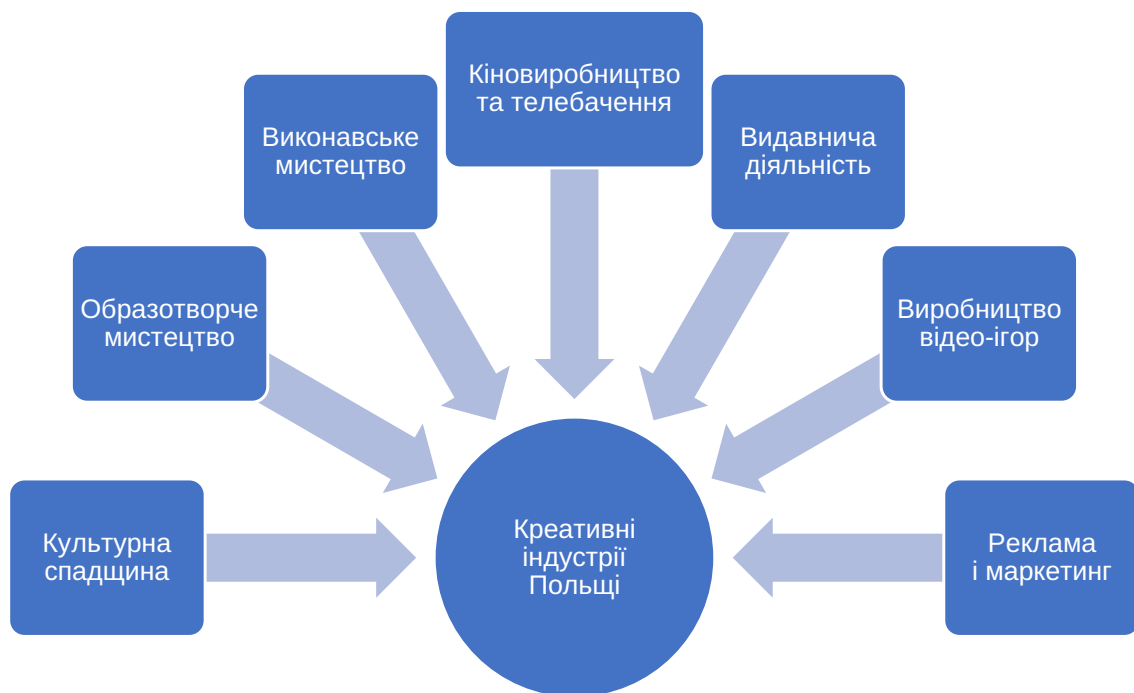 Кіновиробництво
та телебачення
Виконавське
мистецтво
Видавнича
діяльність
Образотворче
мистецтво
Виробництво
відео-ігор
Культурна
спадщина
Креативні
індустрії
Польщі
Реклама
і маркетинг